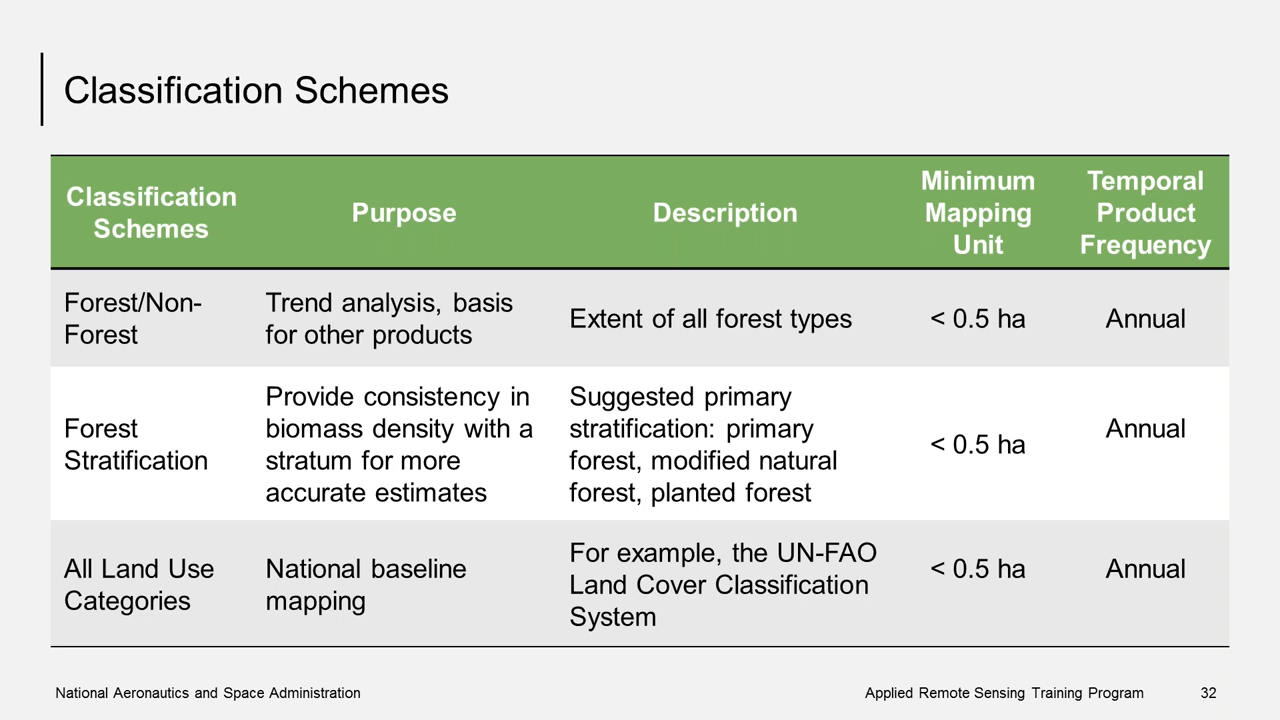 Classification Schemes
Classification
Schemes
Purpose
Description
Minimum
Mapping
Unit
Temporal
Product
Frequency
Forest/Non-
Forest
Trend analysis, basis
for other products
Extent of all forest types
< 0.5 ha
Annual
Forest
Stratification
Provide consistency in
biomass density with a
stratum for more
accurate estimates
Suggested primary
stratification: primary
forest, modified natural
forest, planted forest
< 0.5 ha
Annual
All Land Use
Categories
National baseline
mapping
For example, the UN-FAO
Land Cover Classification
System
< 0.5 ha
Annual
National Aeronautics and Space Administration
Applied Remote Sensing Training Program
32